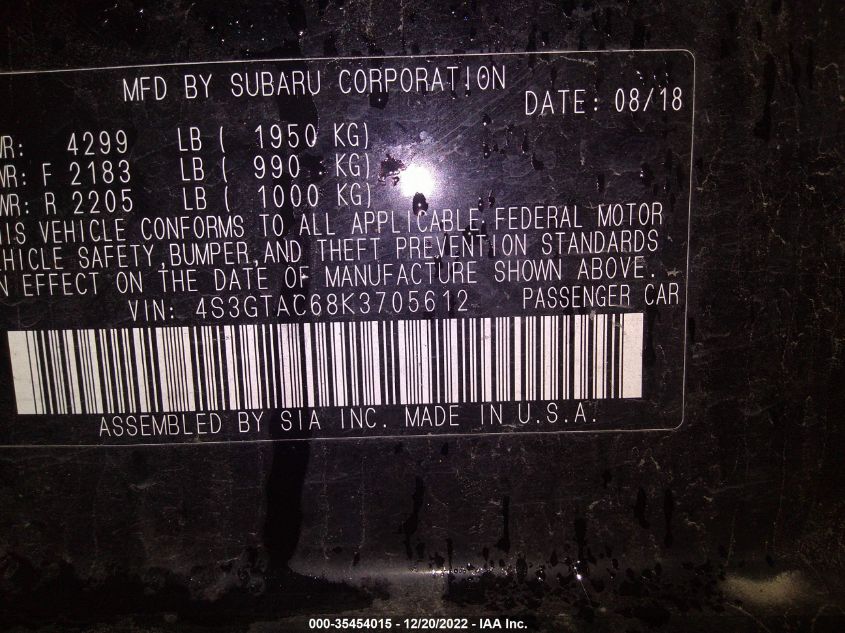 MFD BY SUBARU CORPORATION
DATE: 08/18
WR: 4299 LB ( 1950 KG)
WR: F 2183 LB ( 990 KG)
WR: R 2205 LB ( 1000 KG)
HIS VEHICLE CONFORMS TO ALL APPLICABLE FEDERAL MOTOR
EHICLE SAFETY, BUMPER, AND THEFT PREVENTION STANDARDS
N EFFECT ON THE DATE OF MANUFACTURE SHOWN ABOVE.
VIN: 4S3GTAC68K3705612 PASSENGER CAR
ASSEMBLED BY SIA INC. MADE IN U.S.A.
000-35454015 - 12/20/2022 - IAA Inc.